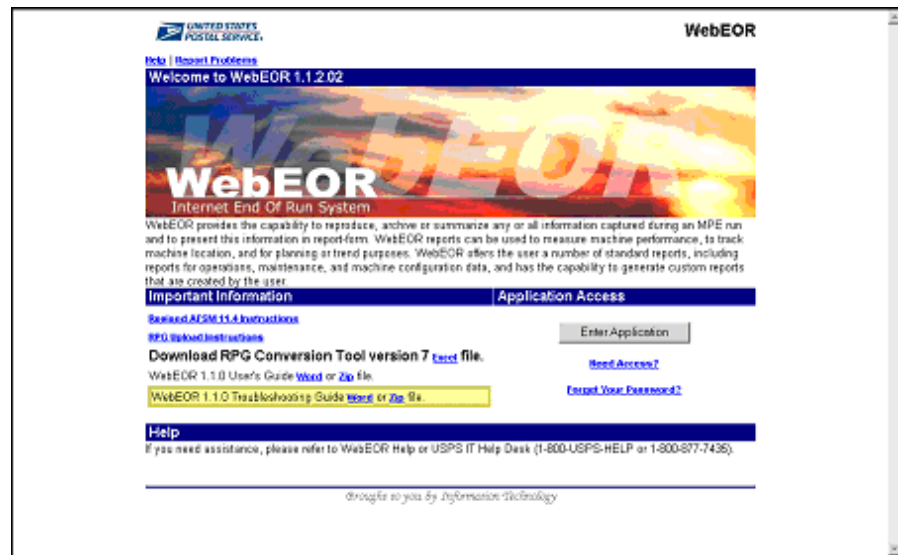 UNITED STATES
POSTAL SERVICE®
WebEOR
Help | Report Problems
Welcome to WebEOR 1.1.2.02
WebEOR
WebEOR
Internet End Of Run System
WebEOR provides the capability to reproduce, archive or summarize any or all information captured during an MPE run
and to present this information in report-form. WebEOR reports can be used to measure machine performance, to track
machine location, and for planning or trend purposes. WebEOR offers the user a number of standard reports, including
reports for operations, maintenance, and machine configuration data, and has the capability to generate custom reports
that are created by the user.
Important Information
Application Access
Revised AFSM 11.4 Instructions
RPG Upload Instructions
Enter Application
Download RPG Conversion Tool version 7 Excel file.
Need Access?
WebEOR 1.1.0 User's Guide Word or Zip file.
Forgot Your Password?
WebEOR 1.1.0 Troubleshooting Guide Word or Zip file.
Help
If you need assistance, please refer to WebEOR Help or USPS IT Help Desk (1-800-USPS-HELP or 1-800-877-7435).
Brought to you by Information Technology